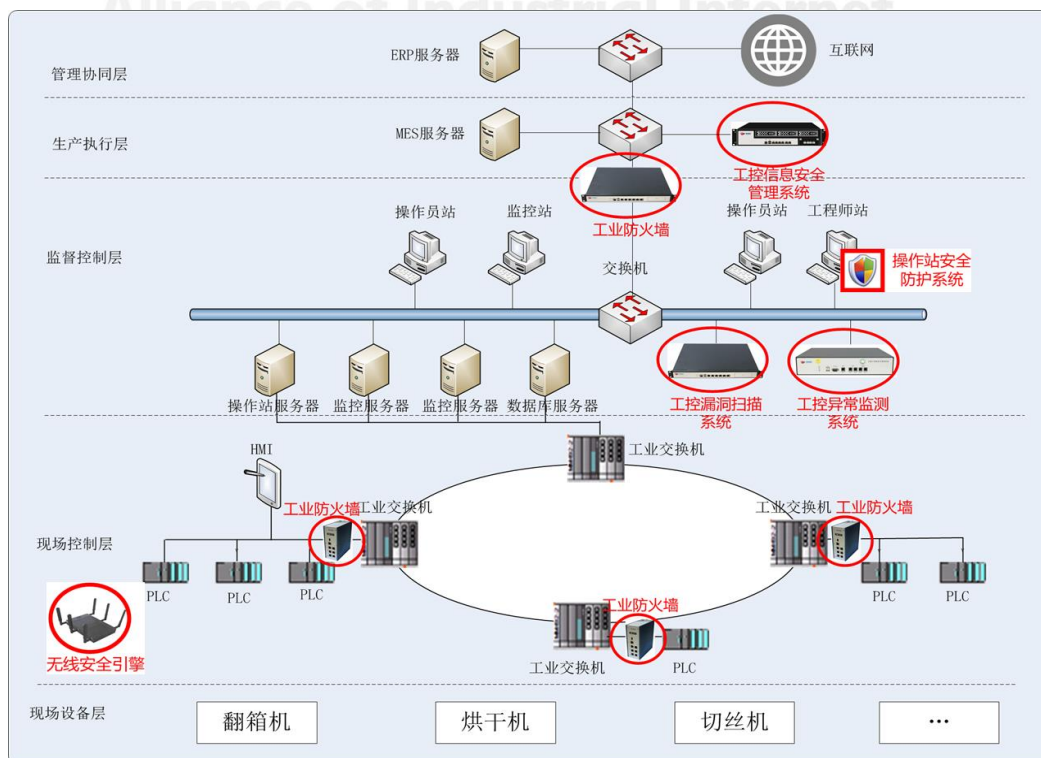 Alliance of Industrial Internet
ERP服务器
互联网
管理协同层
MES服务器
生产执行层
工控信息安全
管理系统
操作员站
监控站
工业防火墙
操作员站
工程师站
监督控制层
交换机
操作站安全
防护系统
操作站服务器
监控服务器
监控服务器
数据库服务器
工控漏洞扫描
系统
工控异常监测
系统
HMI
工业交换机
工业防火墙
工业交换机
工业交换机
工业防火墙
现场控制层
PLC
PLC
PLC
PLC
PLC
工业防火墙
无线安全引擎
工业交换机
PLC
现场设备层
翻箱机
烘干机
切丝机
…